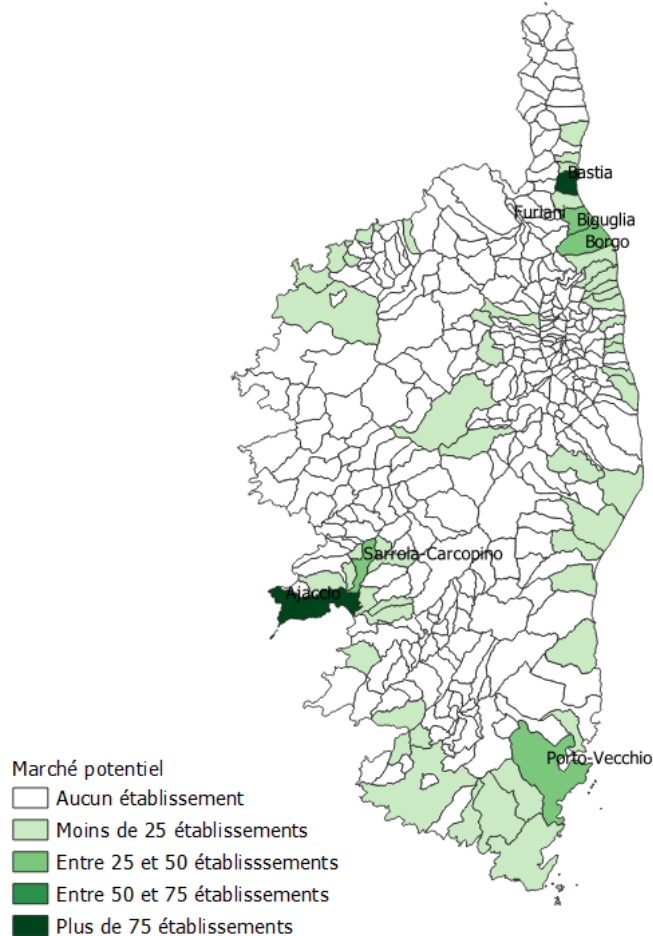 Bastia
Furiani
Biguglia
Borgo
Sarrola-Carcopino
Ajaccio
Porto-Vecchio
Marché potentiel
Aucun établissement
Moins de 25 établissements
Entre 25 et 50 établisssements
Entre 50 et 75 établissements
Plus de 75 établissements